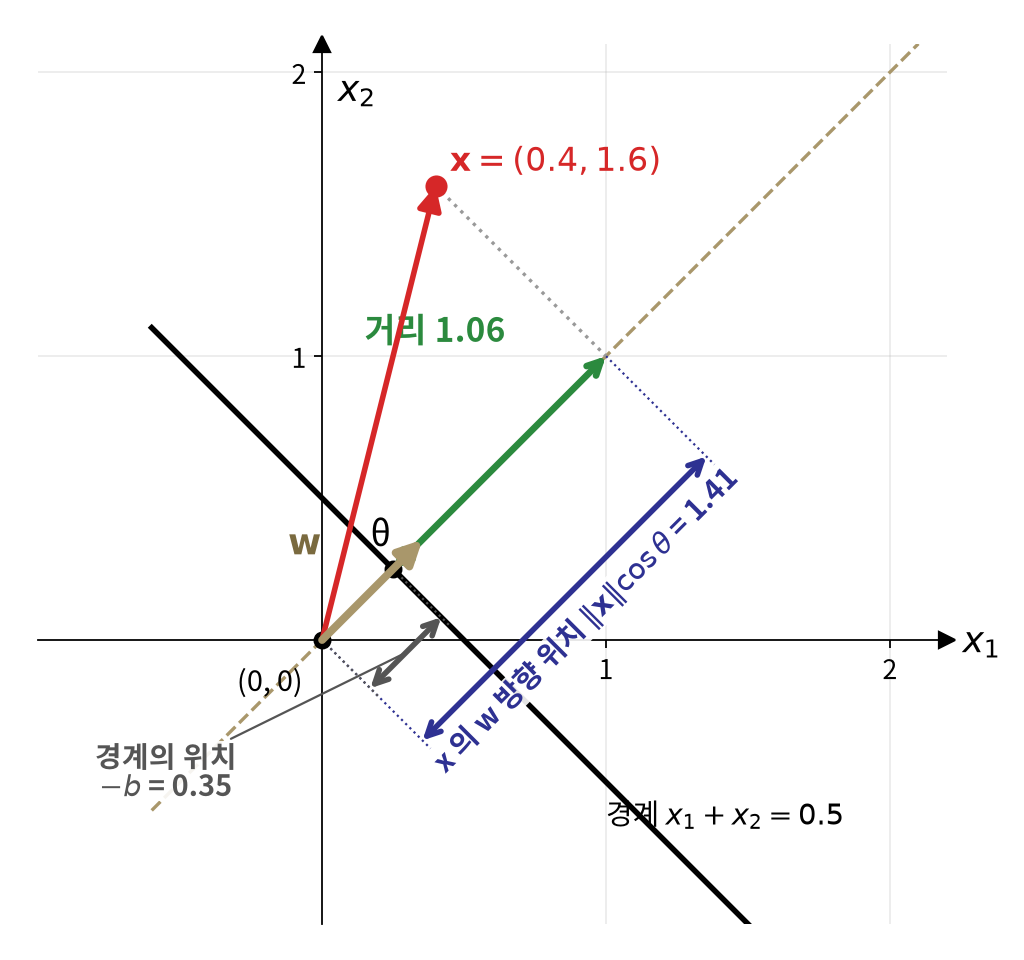 2
x₂
x = (0.4, 1.6)
거리 1.06
1
w
θ
x₁
(0, 0)
1
2
x 의 w 방향 위치 ‖x‖cosθ = 1.41
경계의 위치
−b = 0.35
경계 x₁ + x₂ = 0.5